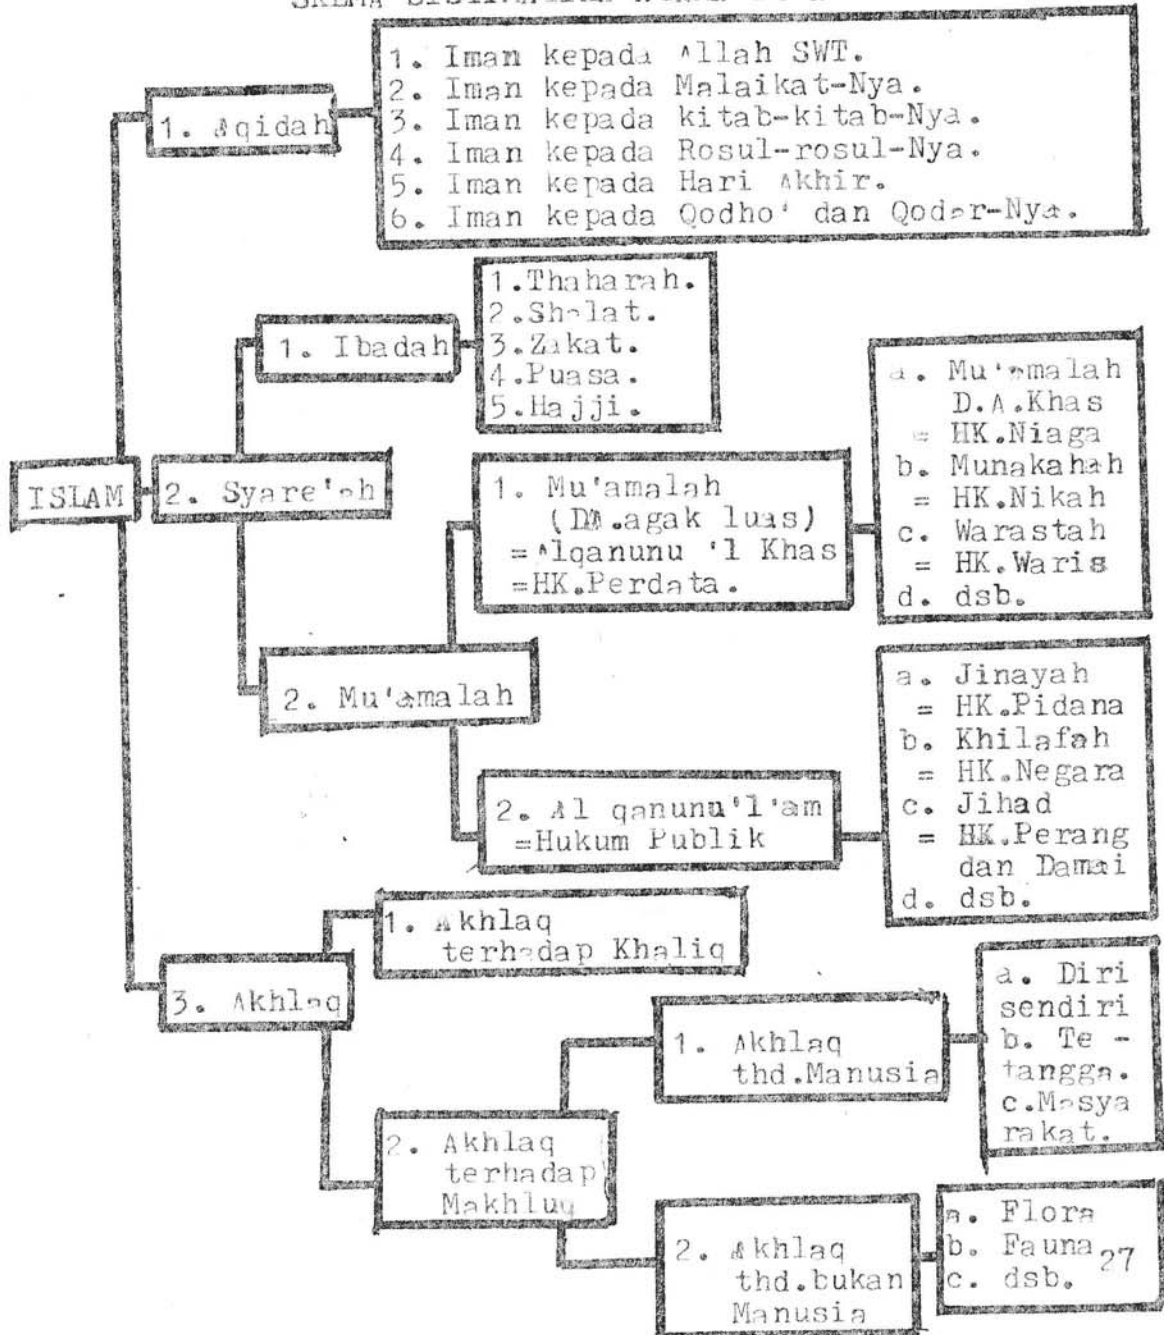 1. Iman kepada Allah SWT.
2. Iman kepada Malaikat-Nya.
3. Iman kepada kitab-kitab-Nya.
4. Iman kepada Rosul-rosul-Nya.
5. Iman kepada Hari Akhir.
6. Iman kepada Qodho' dan Qodar-Nya.
1. Aqidah
1.Thaharah.
2.Shalat.
3.Zakat.
4.Puasa.
5.Hajji.
1. Ibadah
a. Mu'amalah
D.A.Khas
= HK.Niaga
b. Munakahah
= HK.Nikah
c. Warastah
= HK.Waris
d. dsb.
ISLAM
2. Syare'ah
1. Mu'amalah
( agak luas)
=Alqanunu 'l Khas
=HK.Perdata.
2. Mu'amalah
a. Jinayah
= HK.Pidana
b. Khilafah
= HK.Negara
c. Jihad
= HK.Perang
dan Damai
d. dsb.
2. Al qanunu'l'am
=Hukum Publik
1. Akhlaq
terhadap Khaliq
3. Akhlaq
1. Akhlaq
thd.Manusia
a. Diri
sendiri
b. Te -
tangga.
c.Masya
rakat.
2. Akhlaq
terhadap
Makhluq
2. Akhlaq
thd.bukan
Manusia
a. Flora
b. Fauna
c. dsb.
27